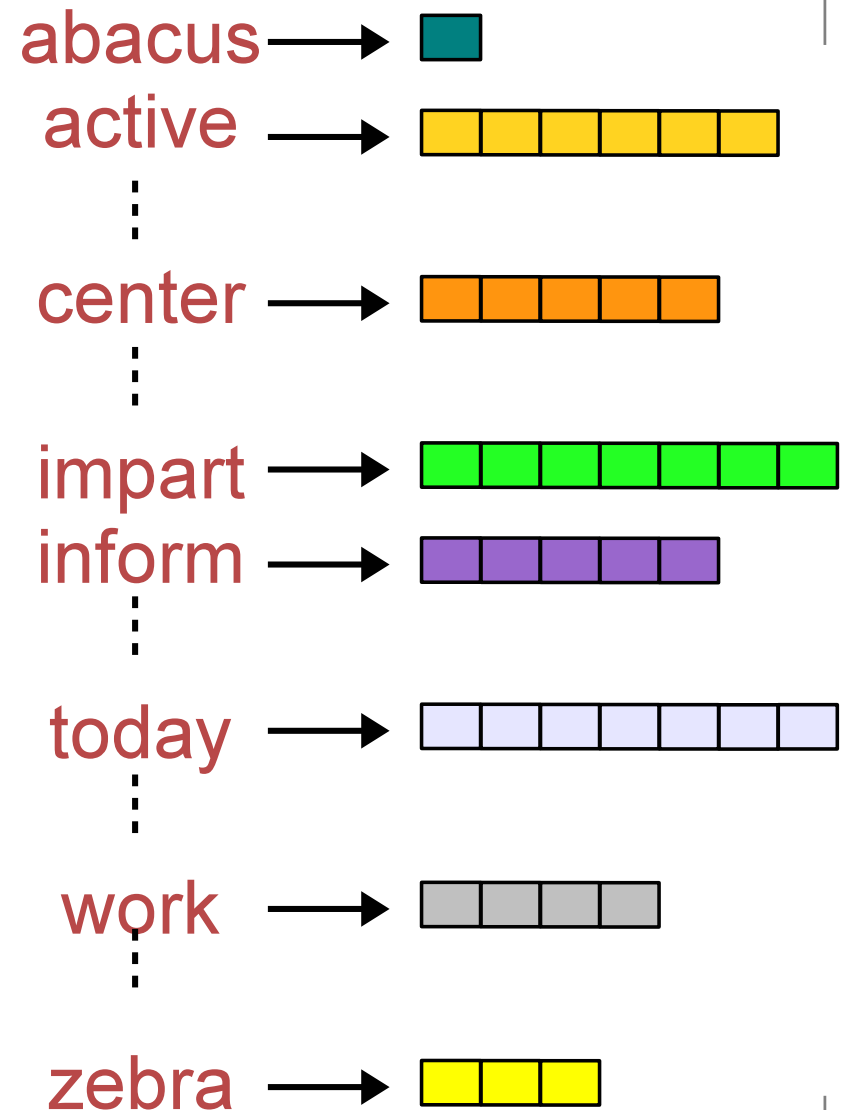 abacus
active
center
impart
inform
today
work
zebra